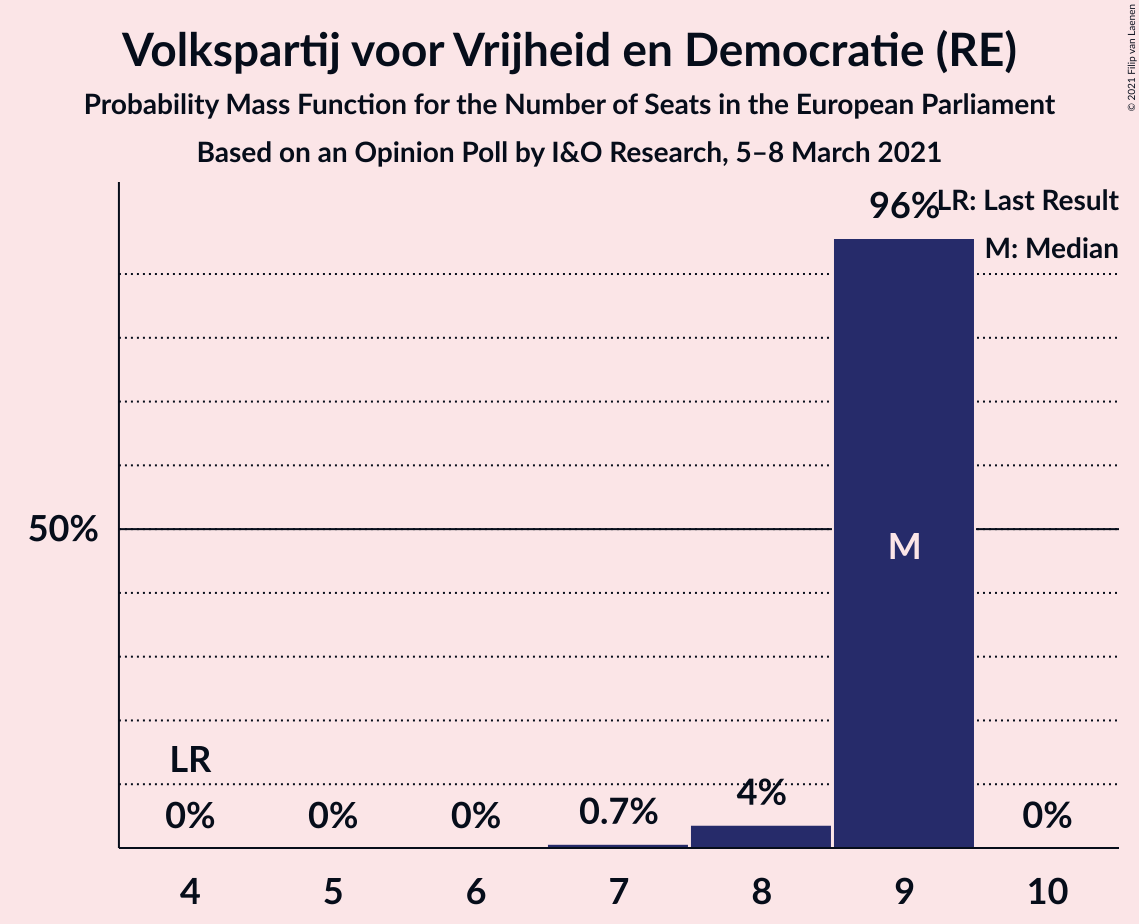 Volkspartij voor Vrijheid en Democratie (RE)
Probability Mass Function for the Number of Seats in the European Parliament
Based on an Opinion Poll by I&O Research, 5–8 March 2021
© 2021 Filip van Laenen
96%
LR: Last Result
M: Median
50%
M
LR
0%
0%
0%
0.7%
4%
0%
4
5
6
7
8
9
10